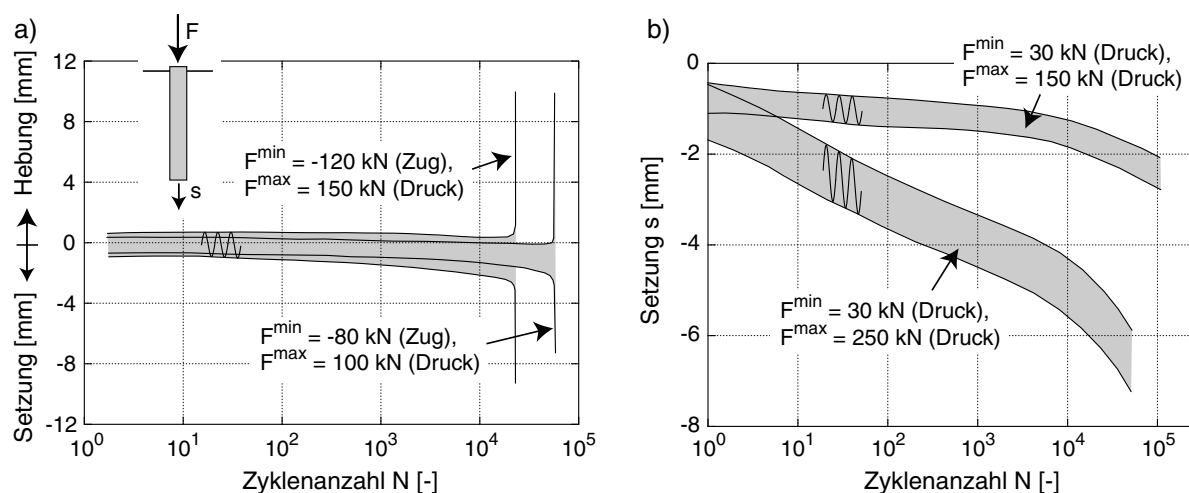 a)
F
s
12
8
4
0
-4
-8
-12
Setzung [mm]
Hebung [mm]
F^min = -120 kN (Zug),
F^max = 150 kN (Druck)
F^min = -80 kN (Zug),
F^max = 100 kN (Druck)
10^0
10^1
10^2
10^3
10^4
10^5
Zyklenanzahl N [-]
b)
0
-2
-4
-6
-8
Setzung s [mm]
F^min = 30 kN (Druck),
F^max = 150 kN (Druck)
F^min = 30 kN (Druck),
F^max = 250 kN (Druck)
10^0
10^1
10^2
10^3
10^4
10^5
Zyklenanzahl N [-]